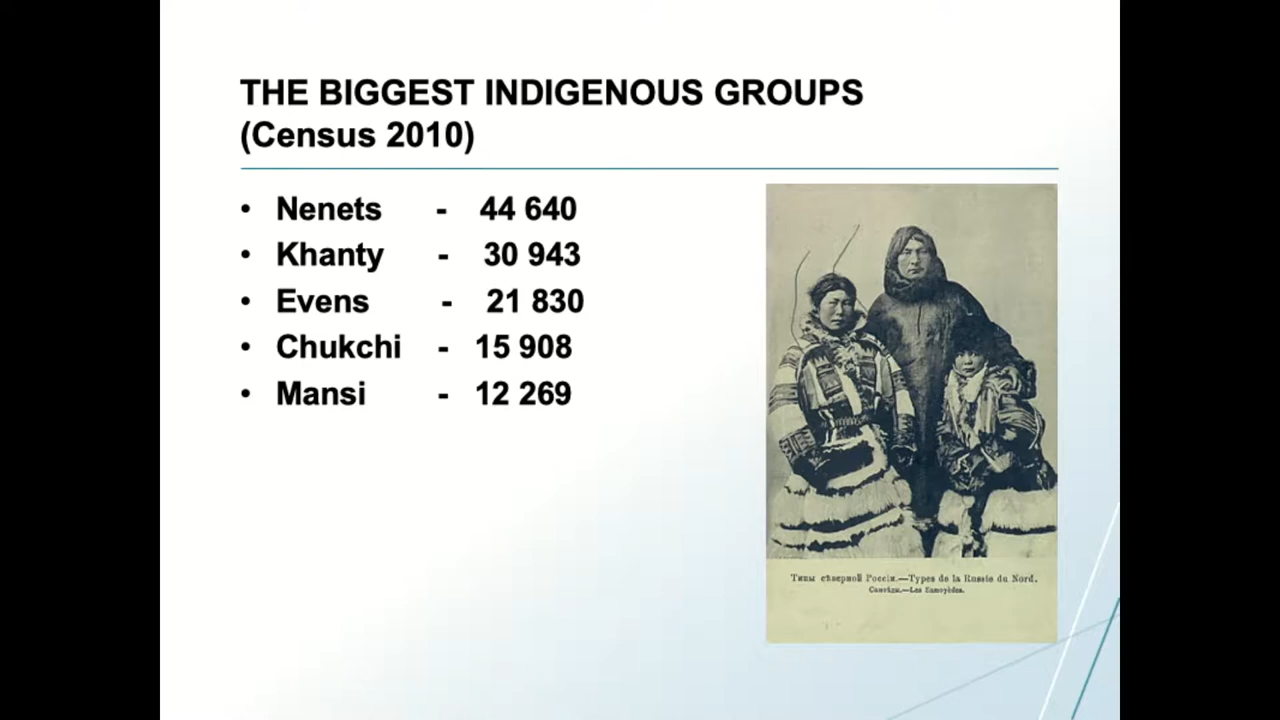 THE BIGGEST INDIGENOUS GROUPS
(Census 2010)
• Nenets - 44 640
• Khanty - 30 943
• Evens - 21 830
• Chukchi - 15 908
• Mansi - 12 269
Типы сѣверной Россіи.—Types de la Russie du Nord.
Самоѣды.—Les Samoyèdes.